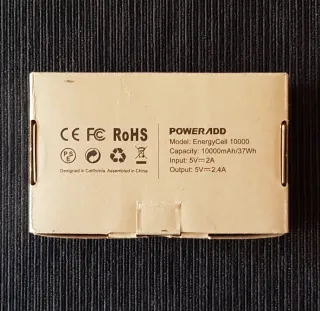 CE FC RoHS
PS E
Designed in California Assembled in China
POWERADD
Model: EnergyCell 10000
Capacity: 10000mAh/37Wh
Input: 5V⎓2A
Output: 5V⎓2.4A